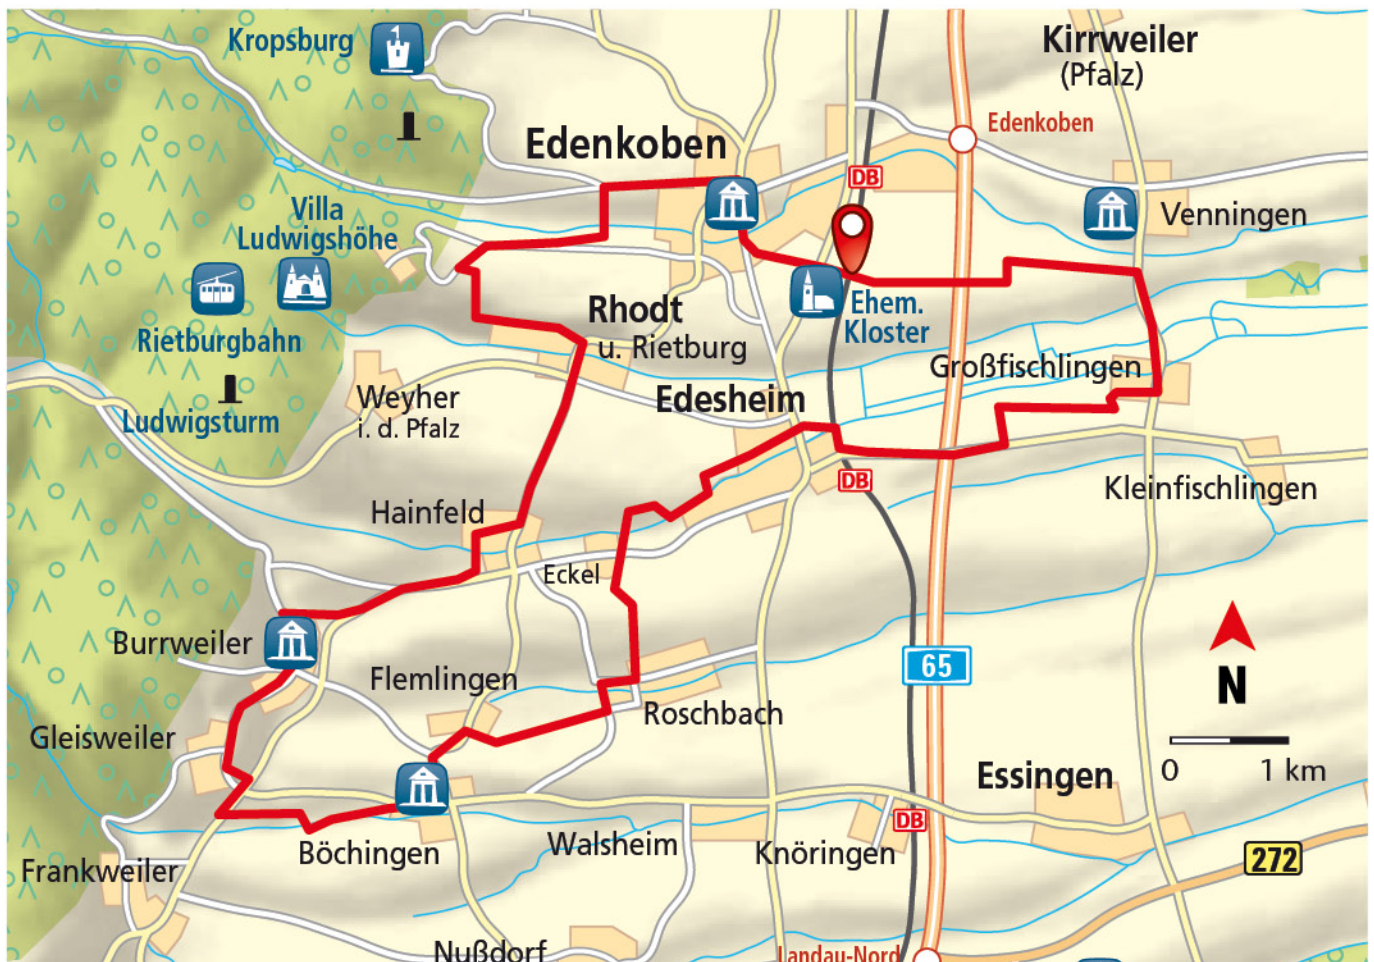 Kropsburg
Kirrweiler
(Pfalz)
Edenkoben
Edenkoben
DB
Villa
Ludwigshöhe
Venningen
Rietburgbahn
Rhodt
u. Rietburg
Ehem.
Kloster
Großfischlingen
Ludwigsturm
Weyher
i. d. Pfalz
Edesheim
DB
Kleinfischlingen
Hainfeld
Eckel
Burrweiler
Flemlingen
65
N
Roschbach
Gleisweiler
0 1 km
Essingen
DB
Böchingen
Walsheim
Knöringen
272
Frankweiler
Nußdorf
Landau-Nord